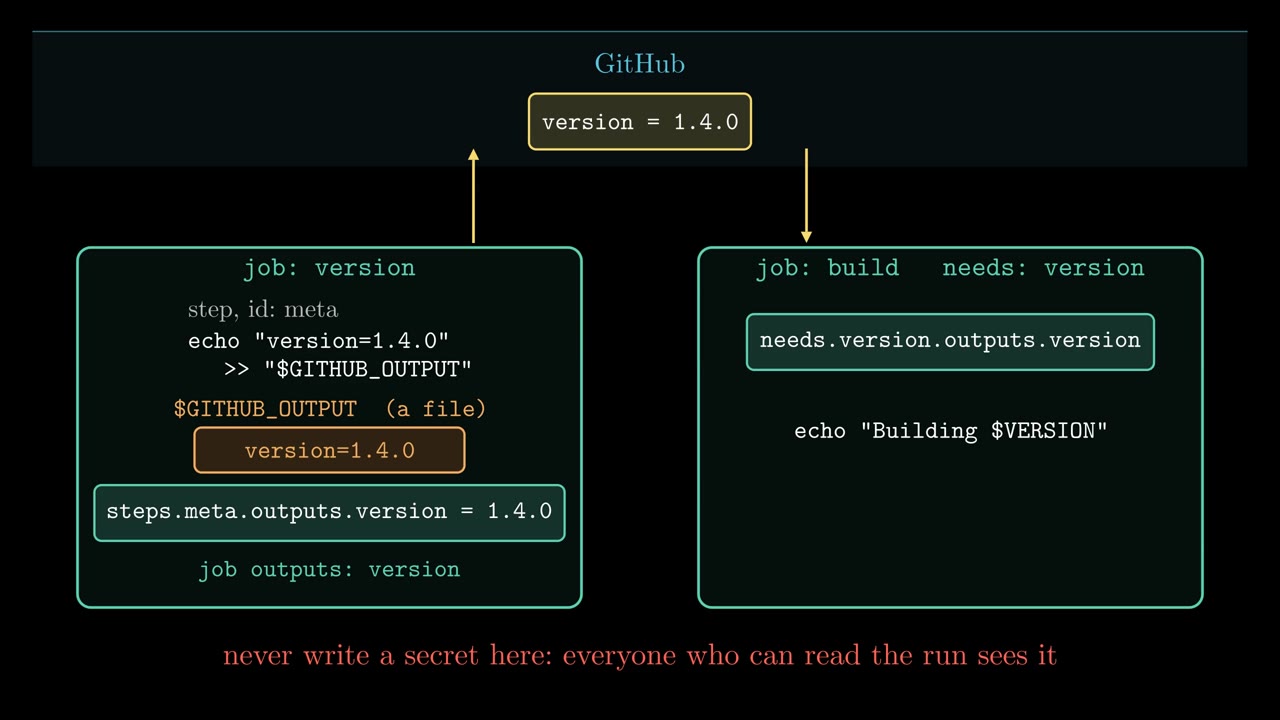 GitHub
version = 1.4.0
job: version
step, id: meta
echo "version=1.4.0"
>> "$GITHUB_OUTPUT"
$GITHUB_OUTPUT (a file)
version=1.4.0
steps.meta.outputs.version = 1.4.0
job outputs: version
job: build needs: version
needs.version.outputs.version
echo "Building $VERSION"
never write a secret here: everyone who can read the run sees it